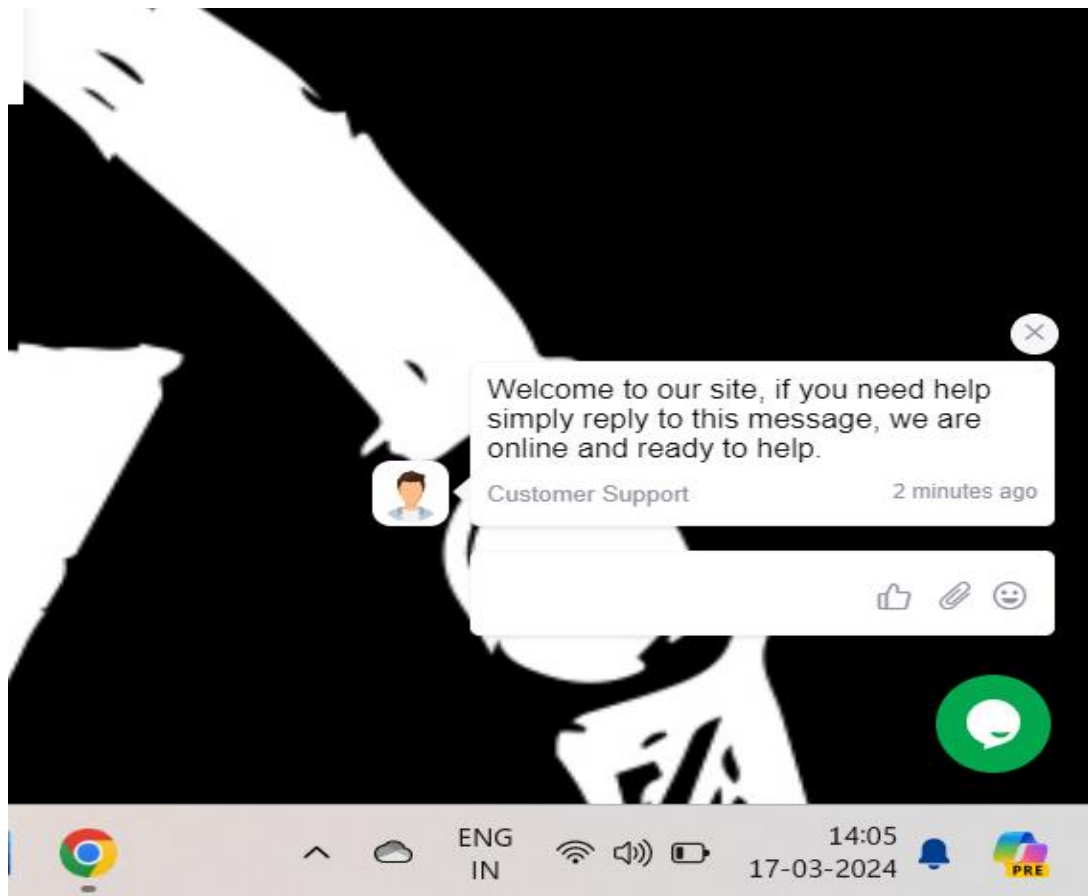 Welcome to our site, if you need help
simply reply to this message, we are
online and ready to help.
Customer Support
2 minutes ago
ENG
IN
14:05
17-03-2024
PRE